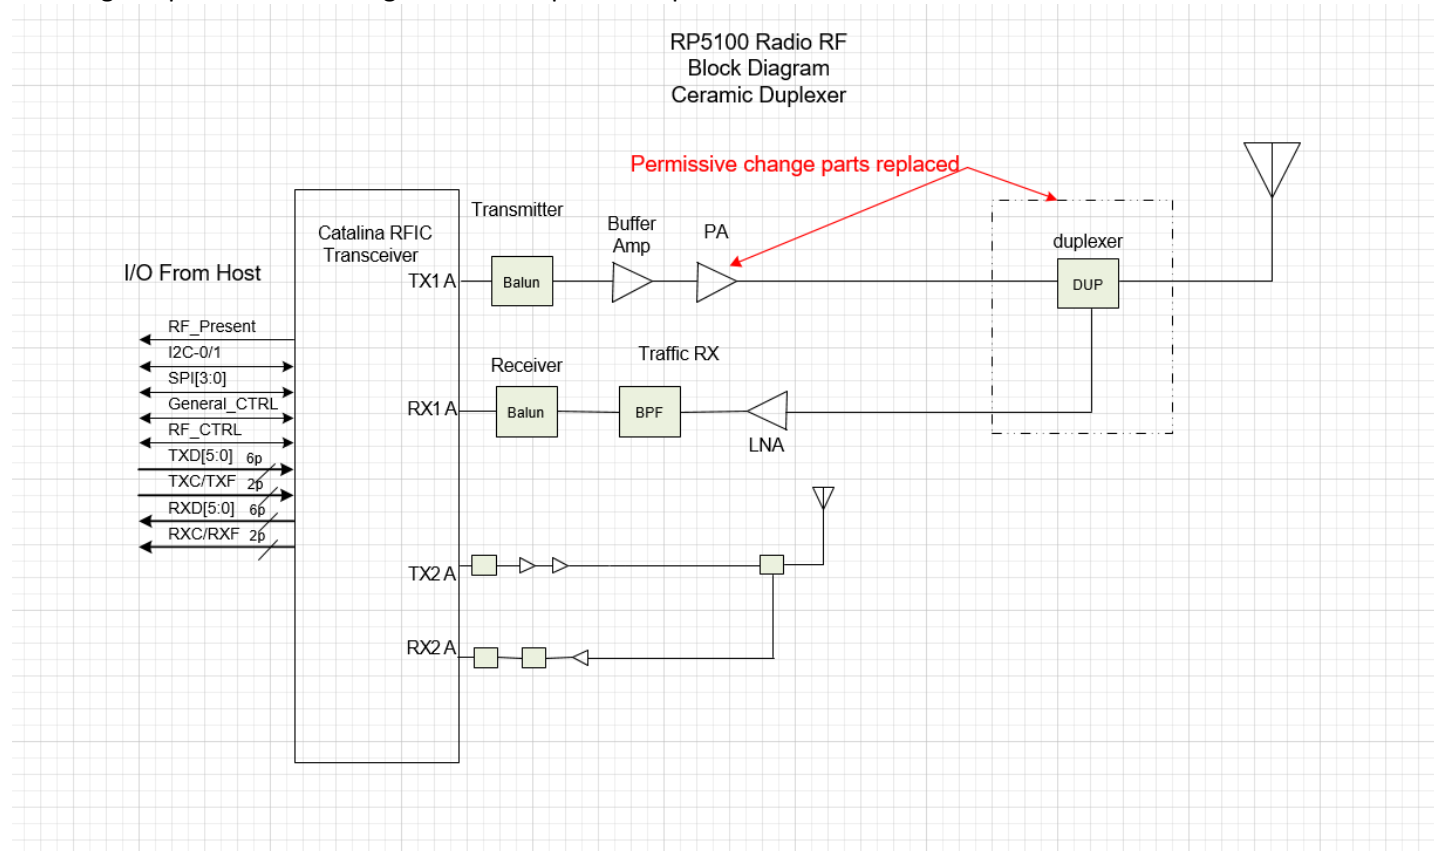 RP5100 Radio RF
Block Diagram
Ceramic Duplexer
Permissive change parts replaced
Transmitter
Buffer
Amp
PA
Catalina RFIC
Transceiver
duplexer
I/O From Host
TX1 A
Balun
DUP
RF_Present
I2C-0/1
SPI[3:0]
General_CTRL
RF_CTRL
TXD[5:0] 6p
TXC/TXF 2p
RXD[5:0] 6p
RXC/RXF 2p
Receiver
Traffic RX
RX1 A
Balun
BPF
LNA
TX2 A
RX2 A